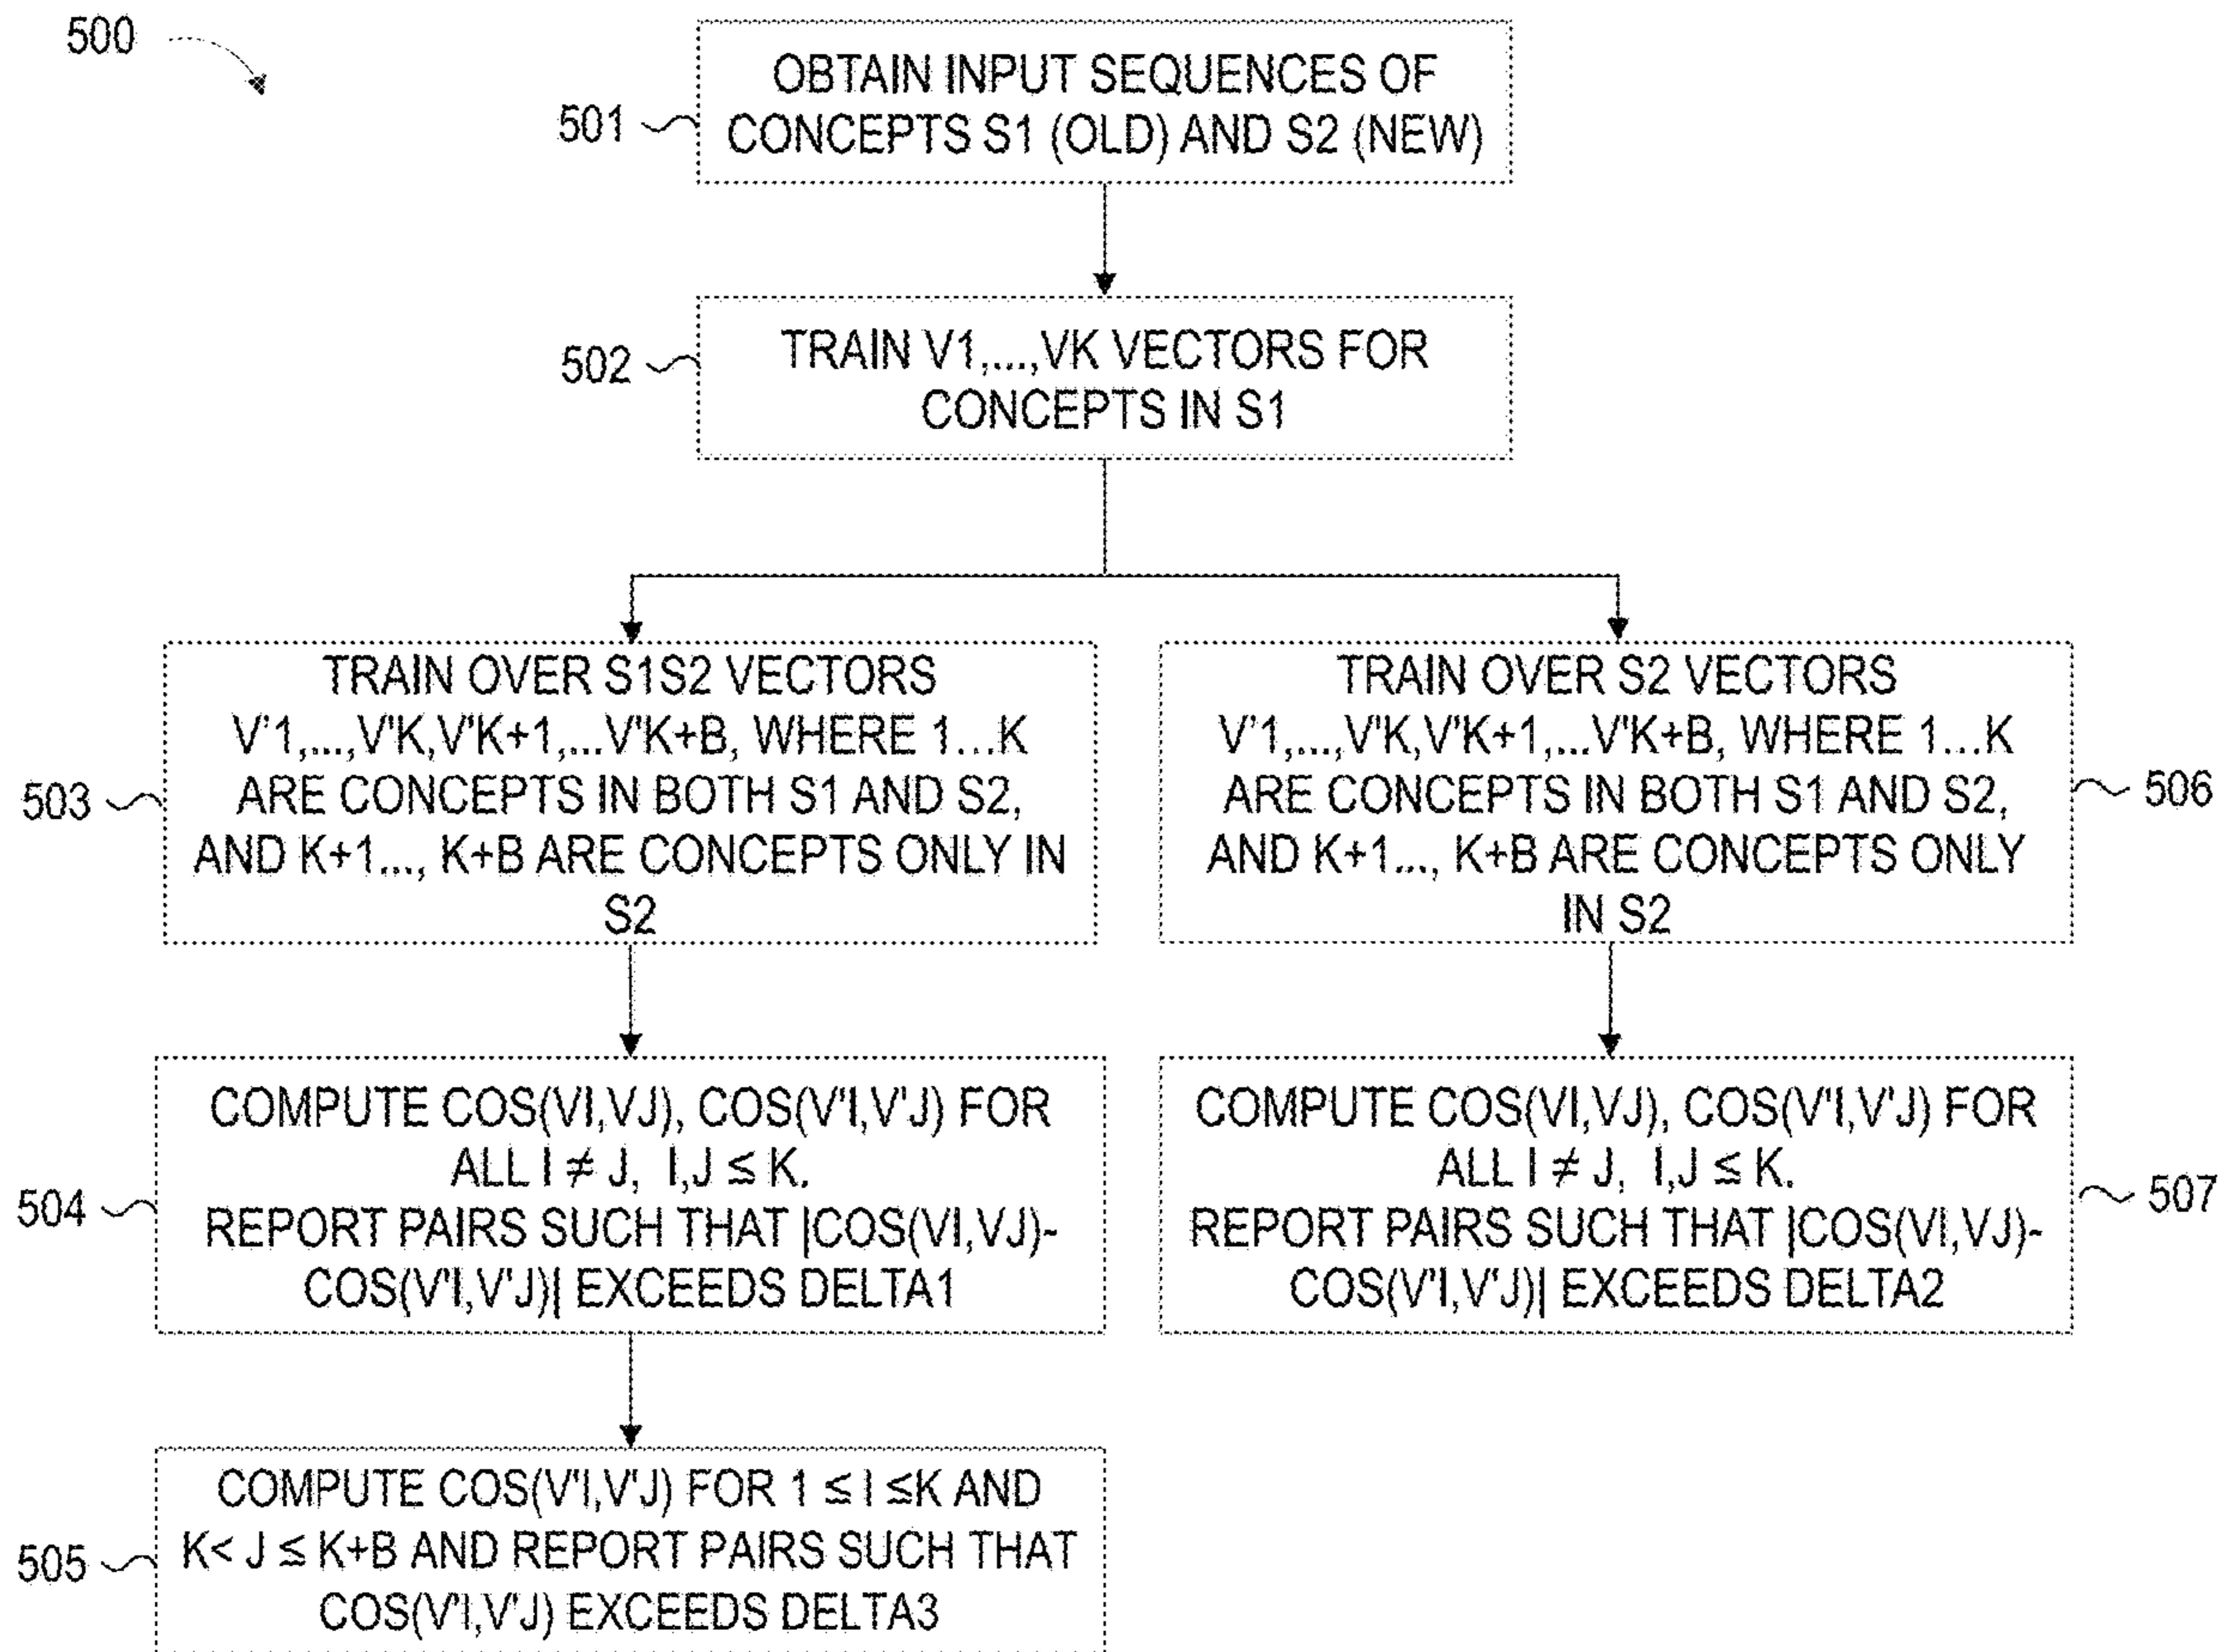 500
501
OBTAIN INPUT SEQUENCES OF
CONCEPTS S1 (OLD) AND S2 (NEW)
502
TRAIN V1,...,VK VECTORS FOR
CONCEPTS IN S1
503
TRAIN OVER S1S2 VECTORS
V'1,...,V'K,V'K+1,...V'K+B, WHERE 1...K
ARE CONCEPTS IN BOTH S1 AND S2,
AND K+1..., K+B ARE CONCEPTS ONLY IN
S2
TRAIN OVER S2 VECTORS
V'1,...,V'K,V'K+1,...V'K+B, WHERE 1...K
ARE CONCEPTS IN BOTH S1 AND S2,
AND K+1..., K+B ARE CONCEPTS ONLY
IN S2
506
504
COMPUTE COS(VI,VJ), COS(V'I,V'J) FOR
ALL I ≠ J, I,J ≤ K.
REPORT PAIRS SUCH THAT |COS(VI,VJ)-
COS(V'I,V'J)| EXCEEDS DELTA1
COMPUTE COS(VI,VJ), COS(V'I,V'J) FOR
ALL I ≠ J, I,J ≤ K.
REPORT PAIRS SUCH THAT |COS(VI,VJ)-
COS(V'I,V'J)| EXCEEDS DELTA2
507
505
COMPUTE COS(V'I,V'J) FOR 1 ≤ I ≤K AND
K< J ≤ K+B AND REPORT PAIRS SUCH THAT
COS(V'I,V'J) EXCEEDS DELTA3